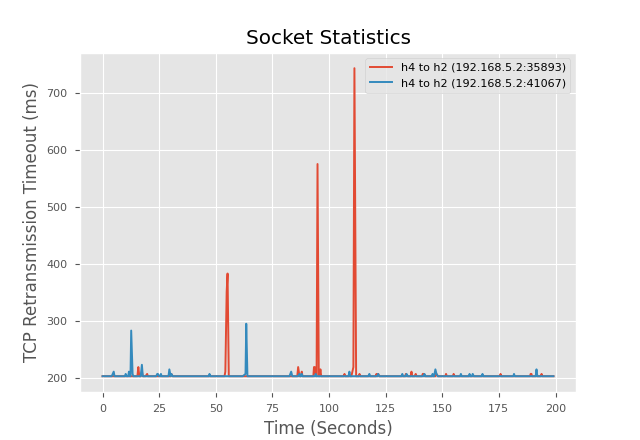 Socket Statistics
h4 to h2 (192.168.5.2:35893)
h4 to h2 (192.168.5.2:41067)
TCP Retransmission Timeout (ms)
700
600
500
400
300
200
0 25 50 75 100 125 150 175 200
Time (Seconds)